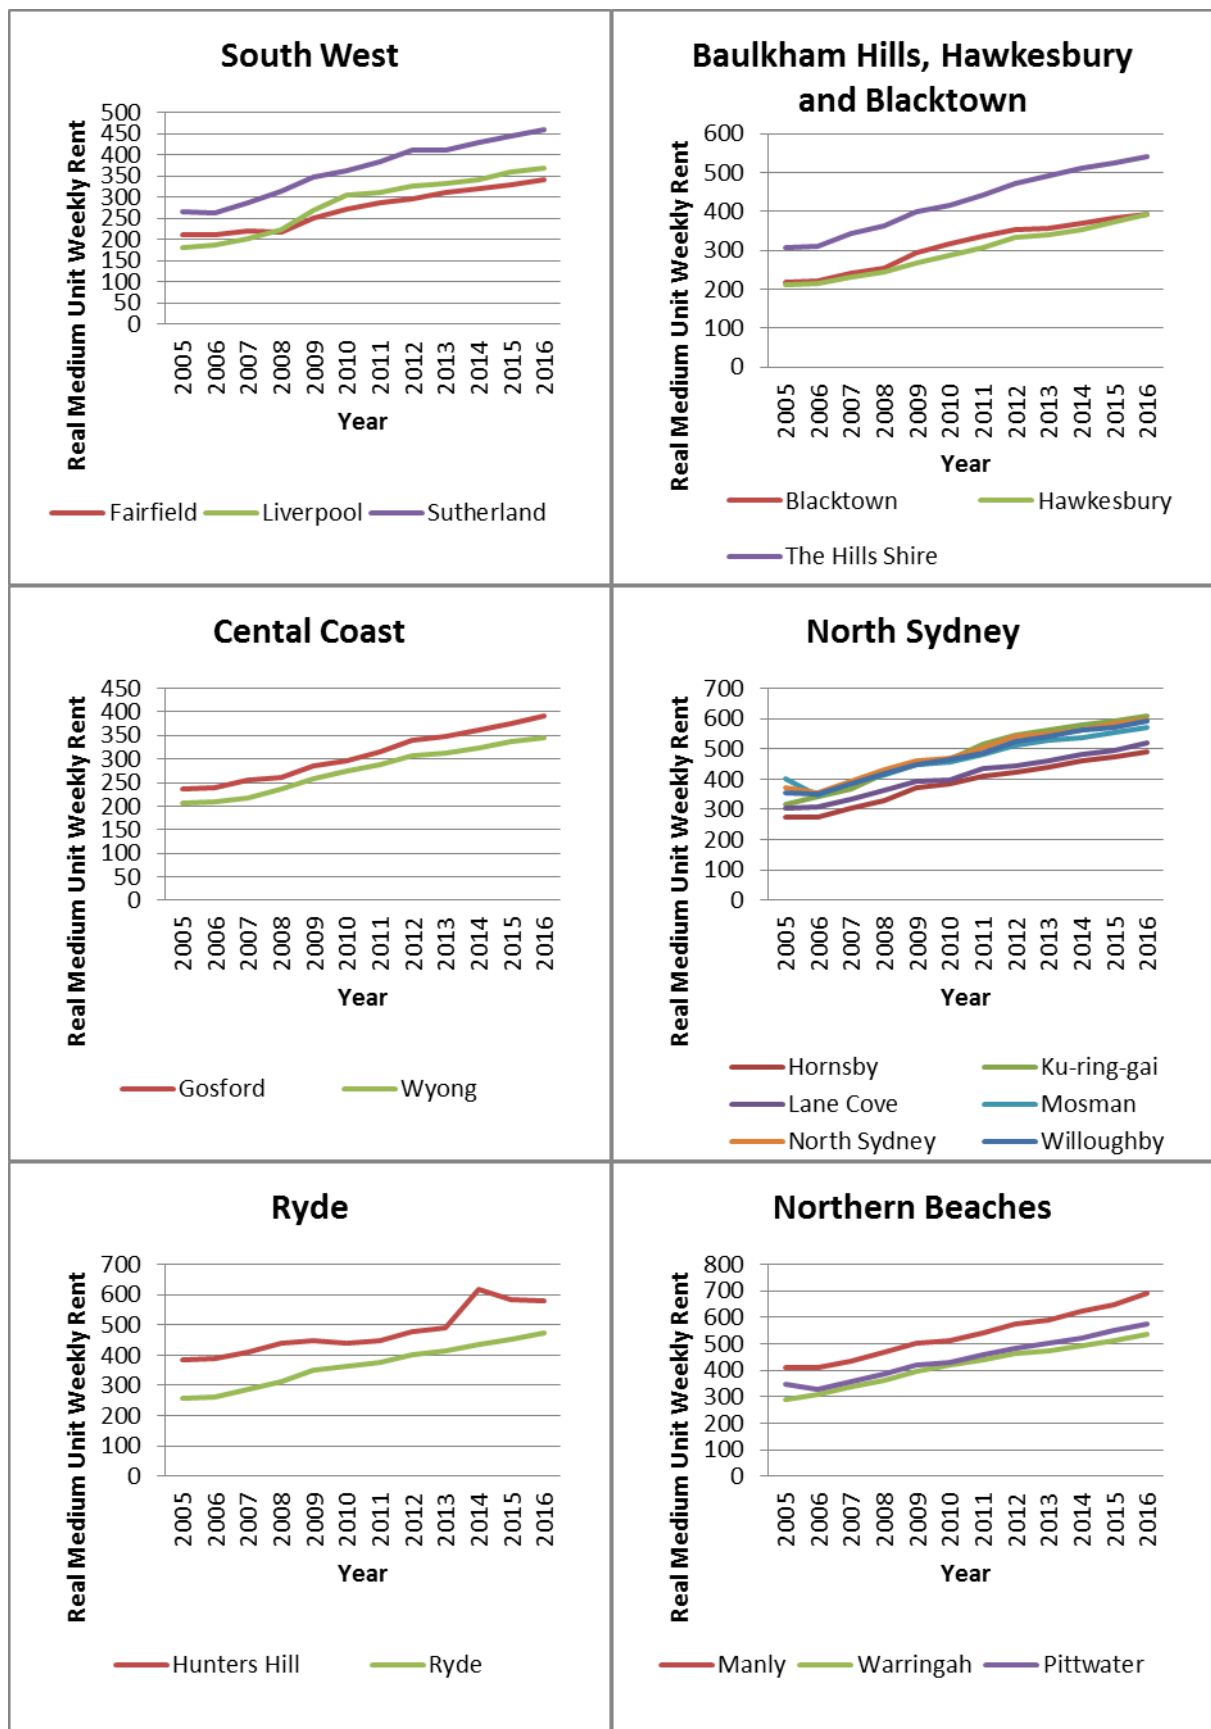 South West
Real Medium Unit Weekly Rent
500
450
400
350
300
250
200
150
100
50
0
2005 2006 2007 2008 2009 2010 2011 2012 2013 2014 2015 2016
Year
Fairfield Liverpool Sutherland
Baulkham Hills, Hawkesbury
and Blacktown
Real Medium Unit Weekly Rent
600
500
400
300
200
100
0
2005 2006 2007 2008 2009 2010 2011 2012 2013 2014 2015 2016
Year
Blacktown Hawkesbury
The Hills Shire
Cental Coast
Real Medium Unit Weekly Rent
450
400
350
300
250
200
150
100
50
0
2005 2006 2007 2008 2009 2010 2011 2012 2013 2014 2015 2016
Year
Gosford Wyong
North Sydney
Real Medium Unit Weekly Rent
700
600
500
400
300
200
100
0
2005 2006 2007 2008 2009 2010 2011 2012 2013 2014 2015 2016
Year
Hornsby Ku-ring-gai
Lane Cove Mosman
North Sydney Willoughby
Ryde
Real Medium Unit Weekly Rent
700
600
500
400
300
200
100
0
2005 2006 2007 2008 2009 2010 2011 2012 2013 2014 2015 2016
Year
Hunters Hill Ryde
Northern Beaches
Real Medium Unit Weekly Rent
800
700
600
500
400
300
200
100
0
2005 2006 2007 2008 2009 2010 2011 2012 2013 2014 2015 2016
Year
Manly Warringah Pittwater